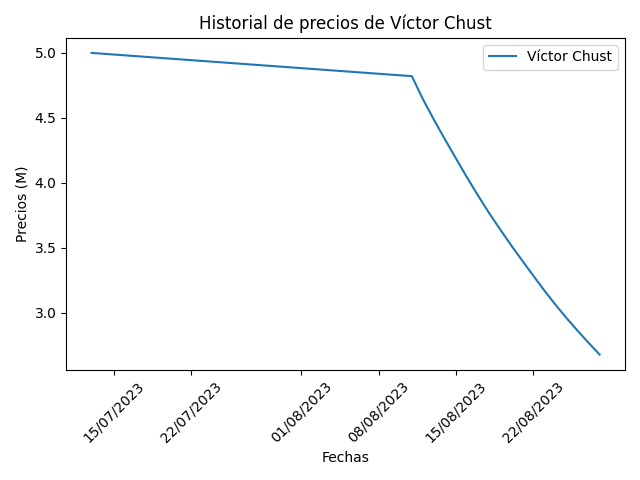 Historial de precios de Víctor Chust
Víctor Chust
Precios (M)
5.0
4.5
4.0
3.5
3.0
15/07/2023
22/07/2023
01/08/2023
08/08/2023
15/08/2023
22/08/2023
Fechas